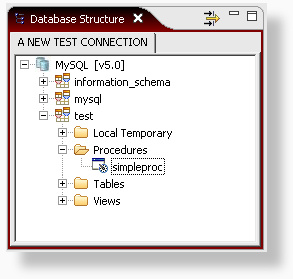 Database Structure
A NEW TEST CONNECTION
MySQL [v5.0]
information_schema
mysql
test
Local Temporary
Procedures
simpleproc
Tables
Views